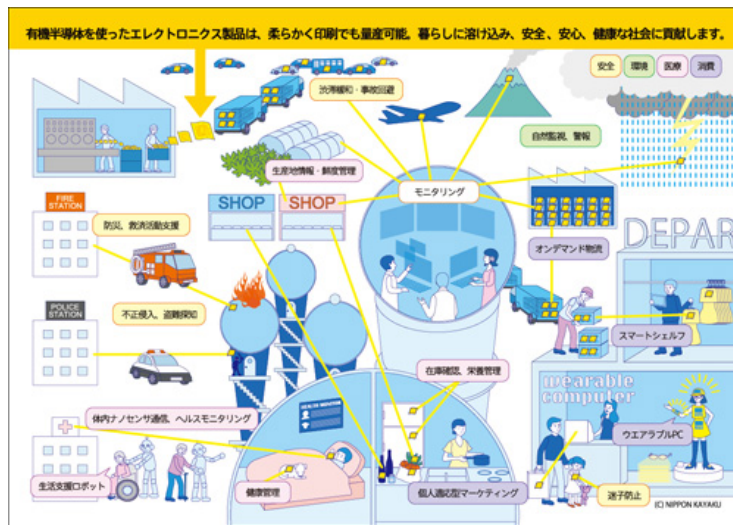 有機半導体を使ったエレクトロニクス製品は、柔らかく印刷でも量産可能。暮らしに溶け込み、安全、安心、健康な社会に貢献します。
安全
環境
医療
消費
渋滞緩和・事故回避
自然監視、警報
生産地情報・鮮度管理
モニタリング
FIRE
STATION
SHOP
SHOP
防災、救済活動支援
オンデマンド物流
DEPAR
POLICE
STATION
不正侵入、盗難探知
スマートシェルフ
在庫確認、栄養管理
wearable
computer
HEALTH MONITOR
体内ナノセンサ通信、ヘルスモニタリング
ウエアラブルPC
生活支援ロボット
健康管理
個人適応型マーケティング
迷子防止
(C) NIPPON KAYAKU